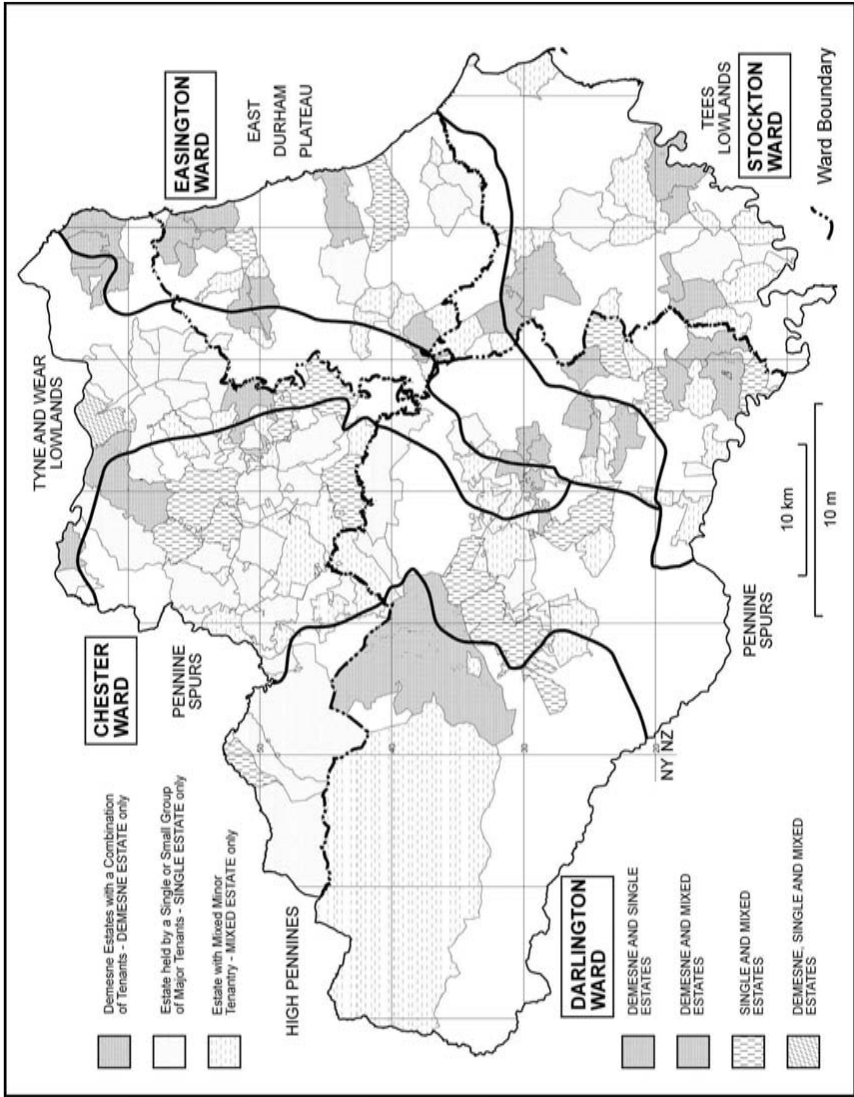 Demesne Estates with a Combination
of Tenants - DEMESNE ESTATE only
Estate held by a Single or Small Group
of Major Tenants - SINGLE ESTATE only
Estate with Mixed Minor
Tenantry - MIXED ESTATE only
CHESTER
WARD
PENNINE
SPURS
HIGH PENNINES
TYNE AND WEAR
LOWLANDS
EASINGTON
WARD
EAST
DURHAM
PLATEAU
50
40
30
20
NY NZ
DARLINGTON
WARD
DEMESNE AND SINGLE
ESTATES
DEMESNE AND MIXED
ESTATES
SINGLE AND MIXED
ESTATES
DEMESNE, SINGLE AND MIXED
ESTATES
PENNINE
SPURS
10 km
10 m
TEES
LOWLANDS
STOCKTON
WARD
Ward Boundary